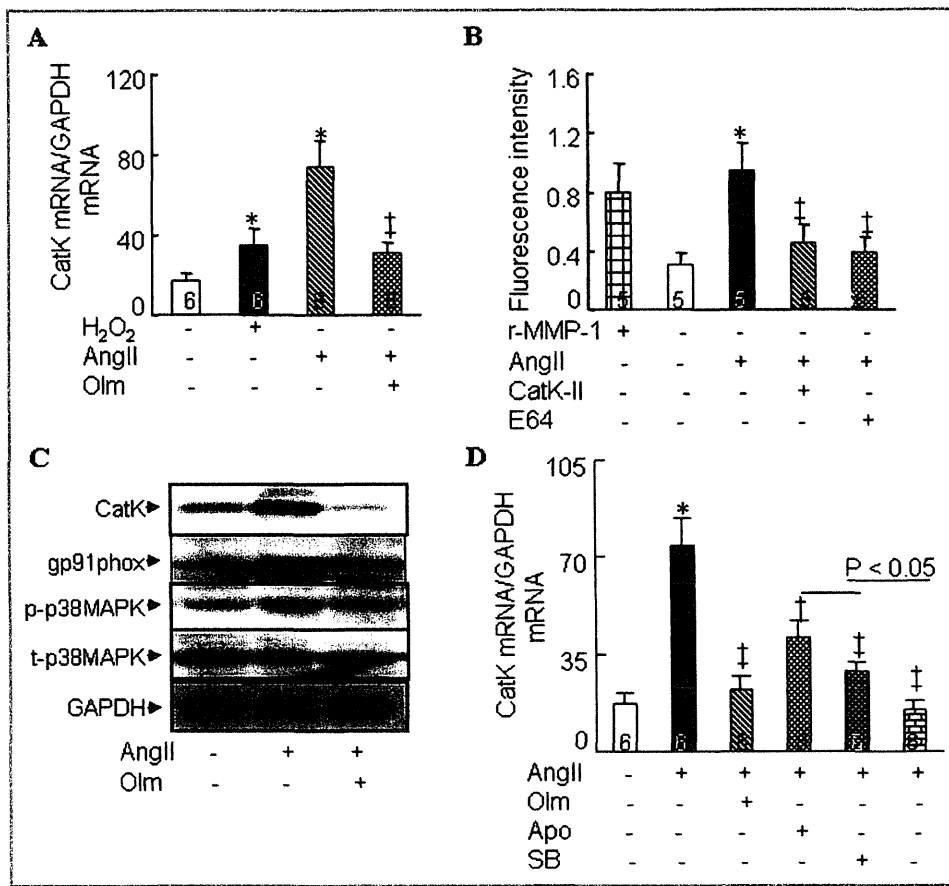 A
CatK mRNA/GAPDH
mRNA
120
80
40
0
*
*
‡
6
6
H₂O₂ - + - -
AngII - - + +
Olm - - - +
B
Fluorescence intensity
1.6
1.2
0.8
0.4
0
*
‡
‡
5
5
5
r-MMP-1 + - - - -
AngII - - + + +
CatK-II - - - + -
E64 - - - - +
C
CatK
gp91phox
p-p38MAPK
t-p38MAPK
GAPDH
AngII - + +
Olm - - +
D
CatK mRNA/GAPDH
mRNA
105
70
35
0
*
‡
‡
‡
‡
P < 0.05
6
6
AngII - + + + + +
Olm - - + - - -
Apo - - - + - -
SB - - - - + -